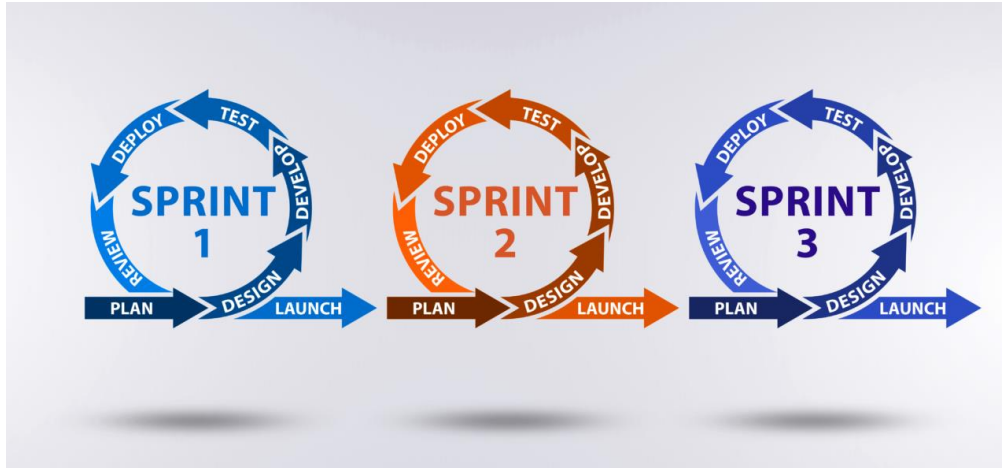 SPRINT
1
PLAN
DESIGN
DEVELOP
TEST
DEPLOY
REVIEW
LAUNCH
SPRINT
2
PLAN
DESIGN
DEVELOP
TEST
DEPLOY
REVIEW
LAUNCH
SPRINT
3
PLAN
DESIGN
DEVELOP
TEST
DEPLOY
REVIEW
LAUNCH